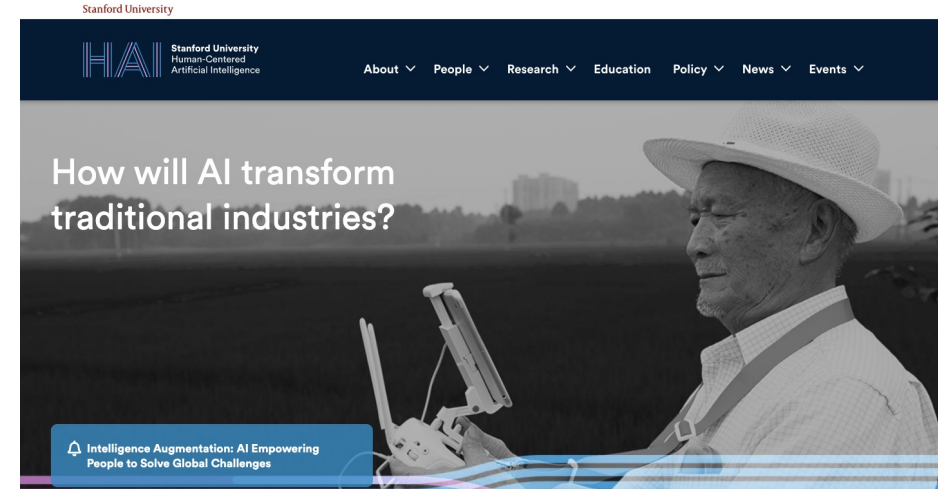 Stanford University
HAI
Stanford University
Human-Centered
Artificial Intelligence
About People Research Education Policy News Events
How will AI transform
traditional industries?
Intelligence Augmentation: AI Empowering
People to Solve Global Challenges